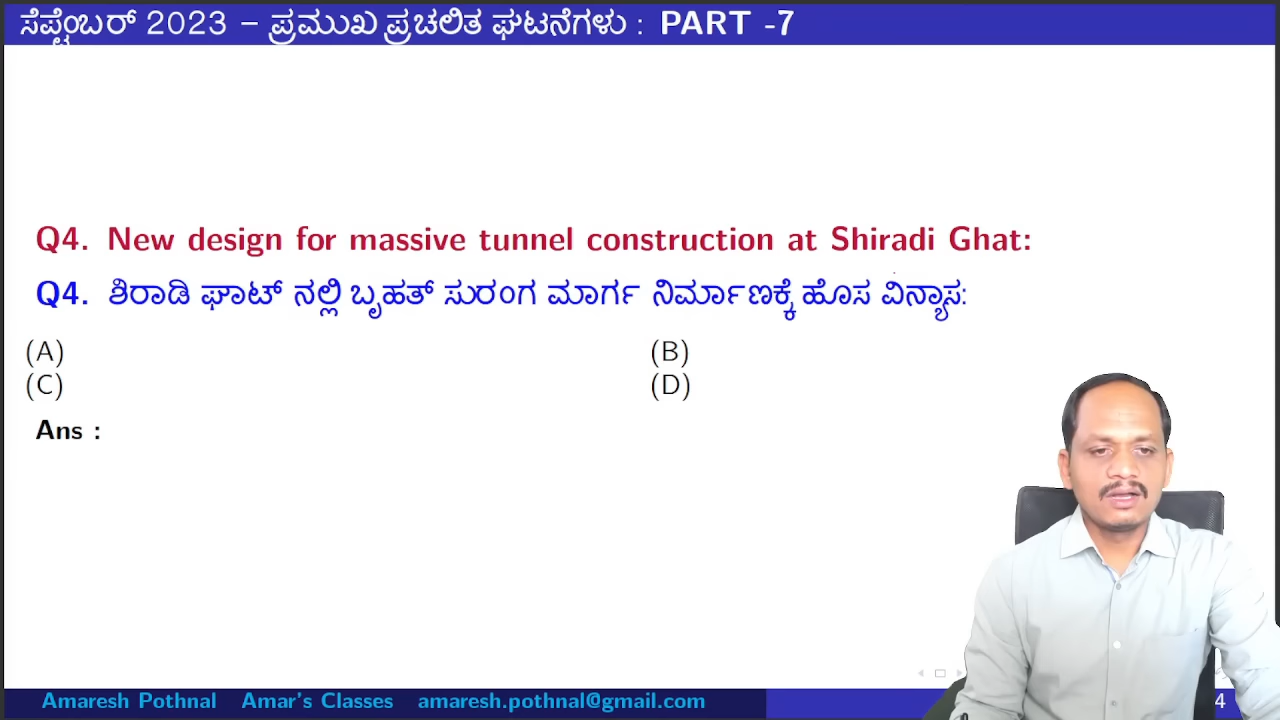 ಸೆಪ್ಟೆಂಬರ್ 2023 – ಪ್ರಮುಖ ಪ್ರಚಲಿತ ಘಟನೆಗಳು : PART -7
Q4. New design for massive tunnel construction at Shiradi Ghat:
Q4. ಶಿರಾಡಿ ಘಾಟ್ ನಲ್ಲಿ ಬೃಹತ್ ಸುರಂಗ ಮಾರ್ಗ ನಿರ್ಮಾಣಕ್ಕೆ ಹೊಸ ವಿನ್ಯಾಸ:
(A) (B)
(C) (D)
Ans :
Amaresh Pothnal Amar's Classes amaresh.pothnal@gmail.com 4